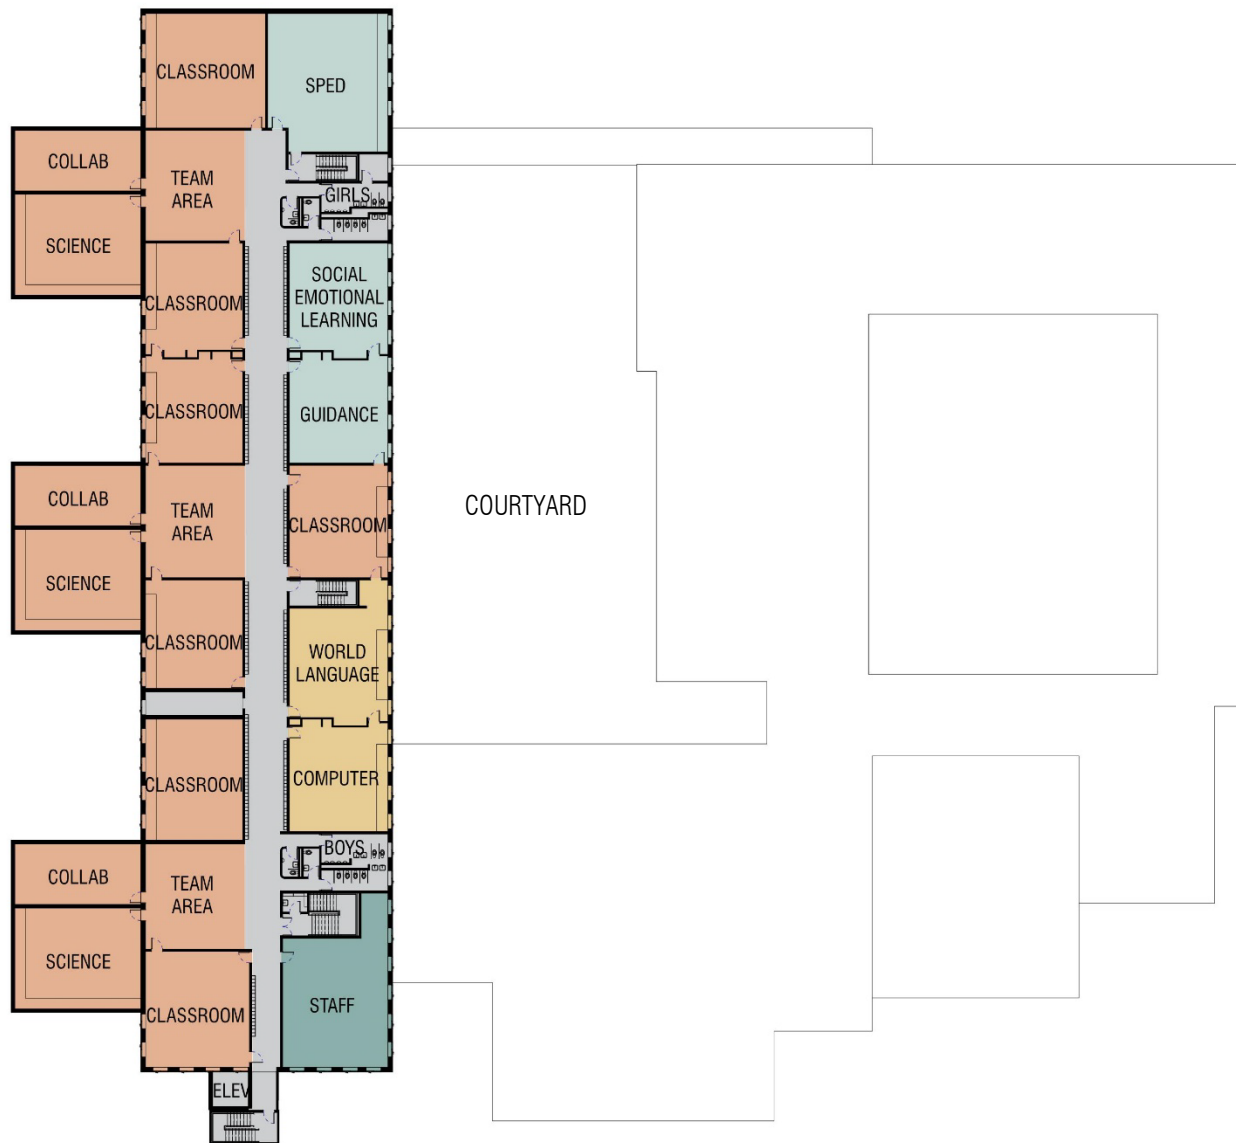 CLASSROOM
SPED
COLLAB
TEAM
AREA
GIRLS
SCIENCE
SOCIAL
EMOTIONAL
LEARNING
CLASSROOM
CLASSROOM
GUIDANCE
COLLAB
TEAM
AREA
CLASSROOM
COURTYARD
SCIENCE
CLASSROOM
WORLD
LANGUAGE
CLASSROOM
COMPUTER
BOYS
COLLAB
TEAM
AREA
SCIENCE
CLASSROOM
STAFF
ELEV